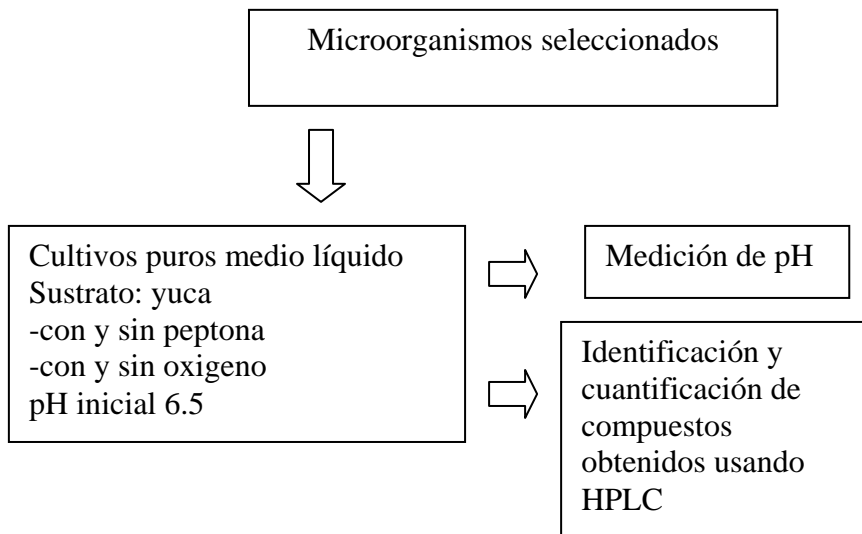 Microorganismos seleccionados
Cultivos puros medio líquido
Sustrato: yuca
-con y sin peptona
-con y sin oxigeno
pH inicial 6.5
Medición de pH
Identificación y
cuantificación de
compuestos
obtenidos usando
HPLC